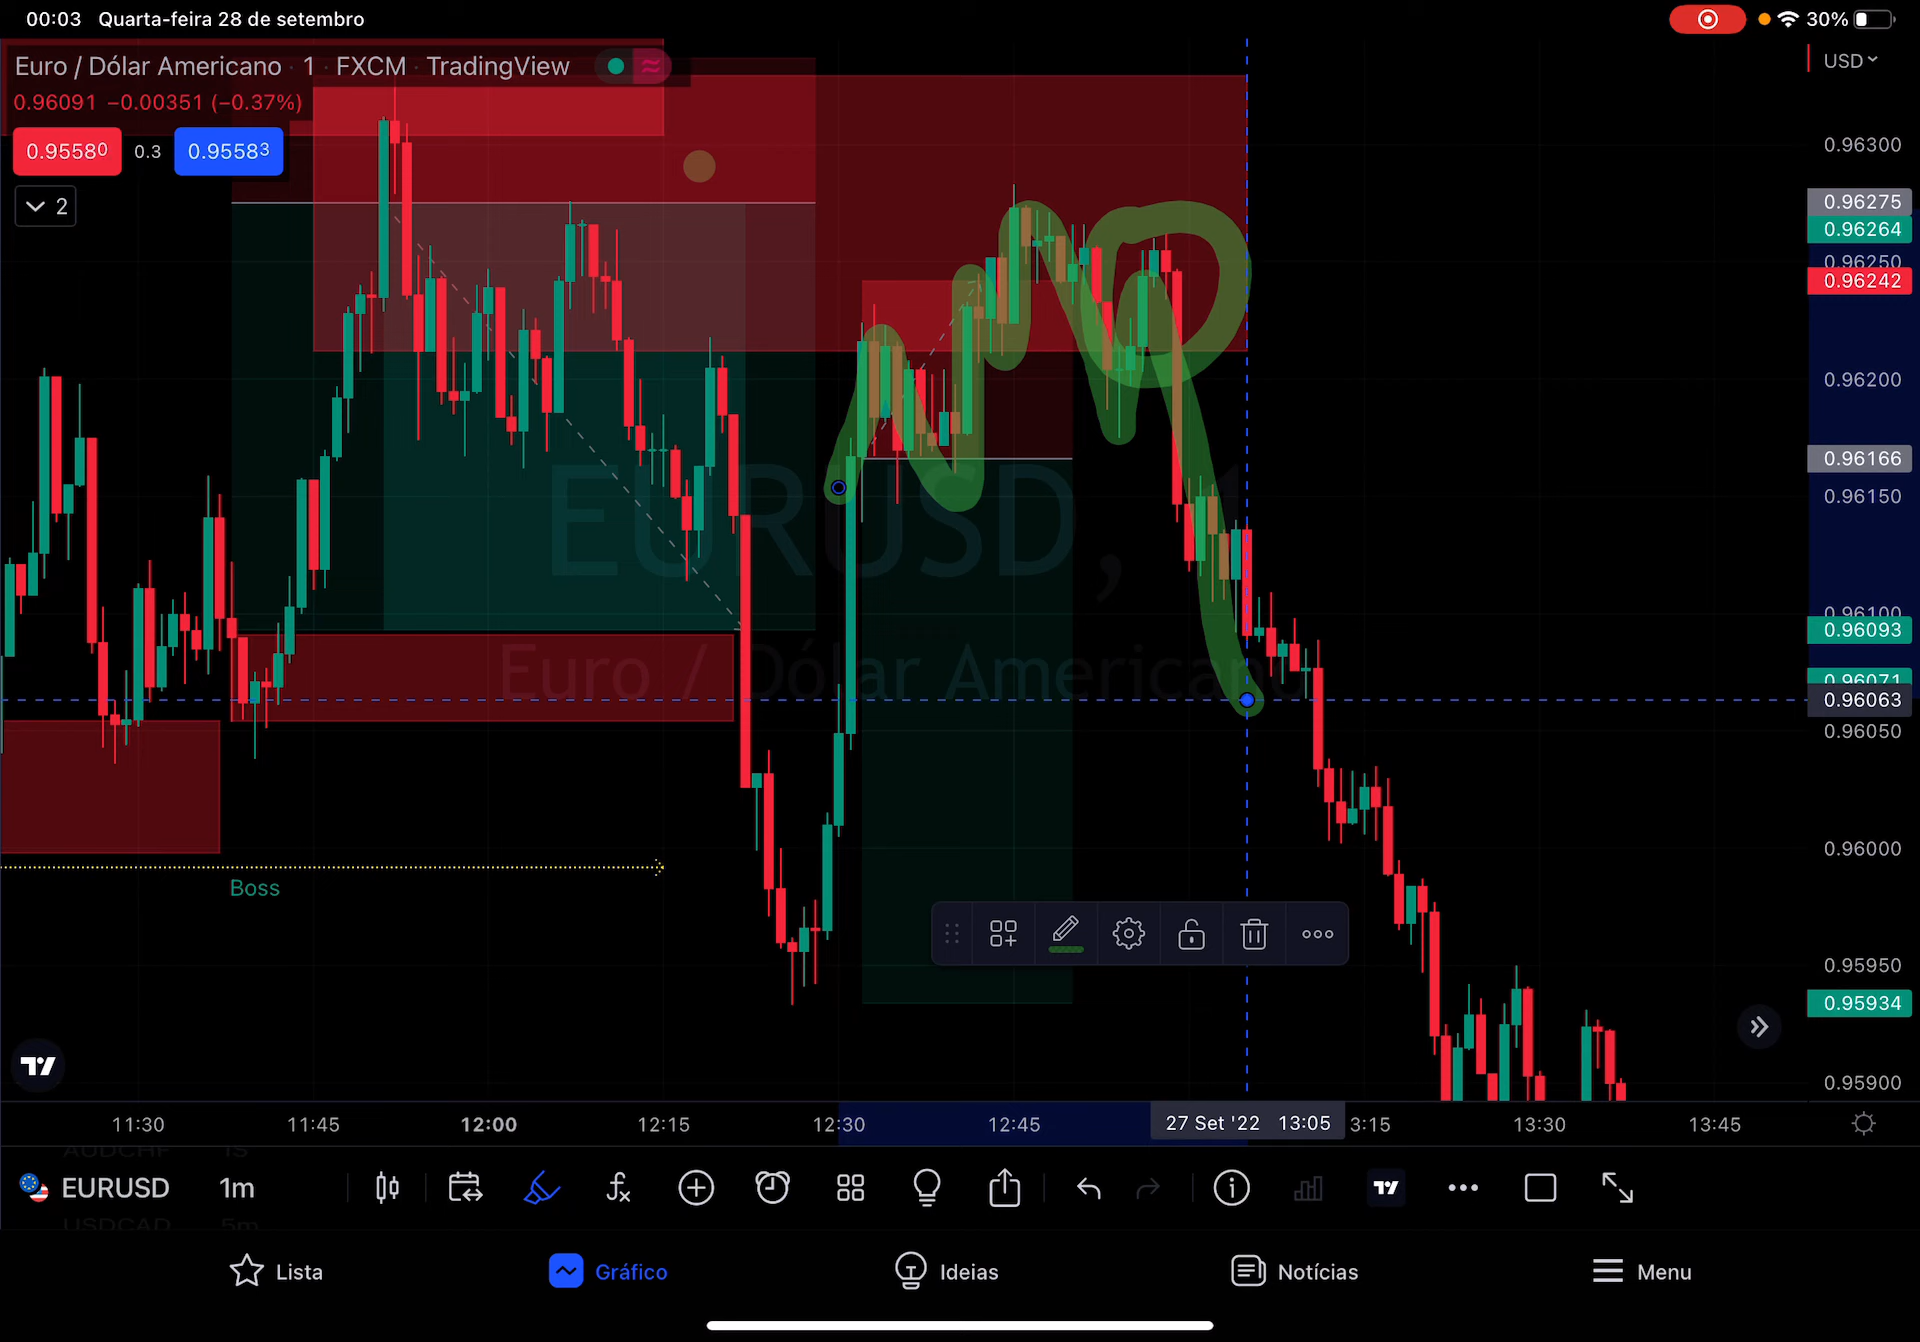 00:03 Quarta-feira 28 de setembro
30%
Euro / Dólar Americano · 1 · FXCM · TradingView
USD
0.96091 −0.00351 (−0.37%)
0.95580 0.3 0.95583
2
0.96300
0.96275
0.96264
0.96250
0.96242
0.96200
0.96166
0.96150
0.96100
0.96093
0.96071
0.96063
0.96050
0.96000
0.95950
0.95934
0.95900
EURUSD, 1
Euro / Dólar Americano
Boss
11:30 11:45 12:00 12:15 12:30 12:45 27 Set '22 13:05 3:15 13:30 13:45
AUDCHF 1S
EURUSD 1m
USDCAD 5m
Lista Gráfico Ideias Notícias Menu